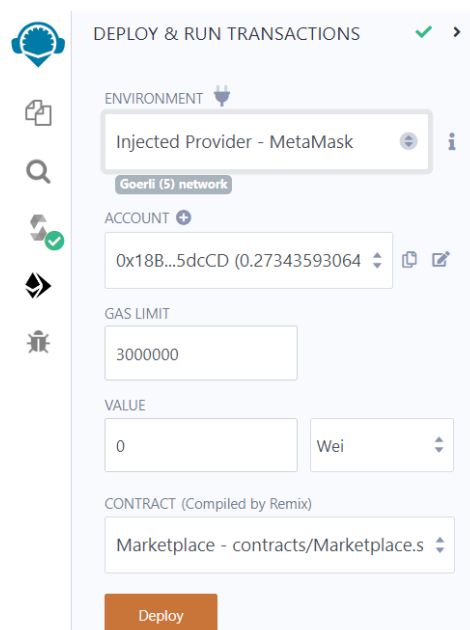 DEPLOY & RUN TRANSACTIONS
ENVIRONMENT
Injected Provider - MetaMask
Goerli (5) network
ACCOUNT
0x18B...5dcCD (0.27343593064
GAS LIMIT
3000000
VALUE
0
Wei
CONTRACT (Compiled by Remix)
Marketplace - contracts/Marketplace.s
Deploy